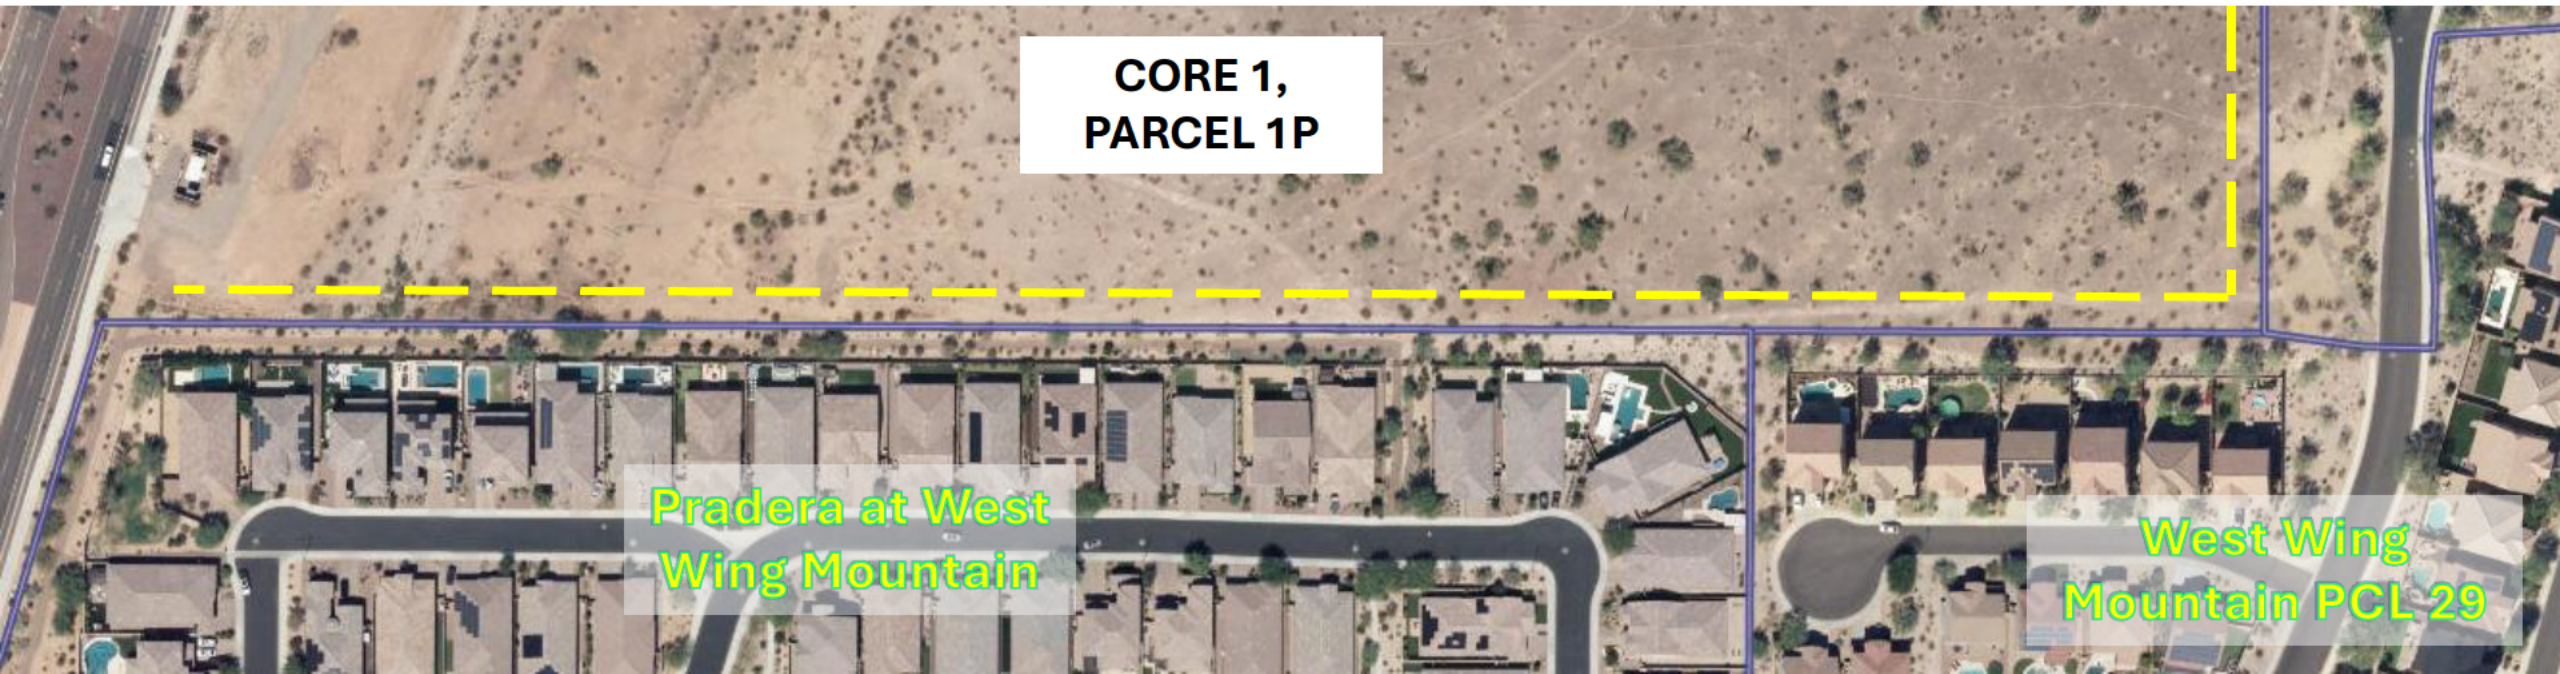 CORE 1,
PARCEL 1P
Pradera at West
Wing Mountain
West Wing
Mountain PCL 29